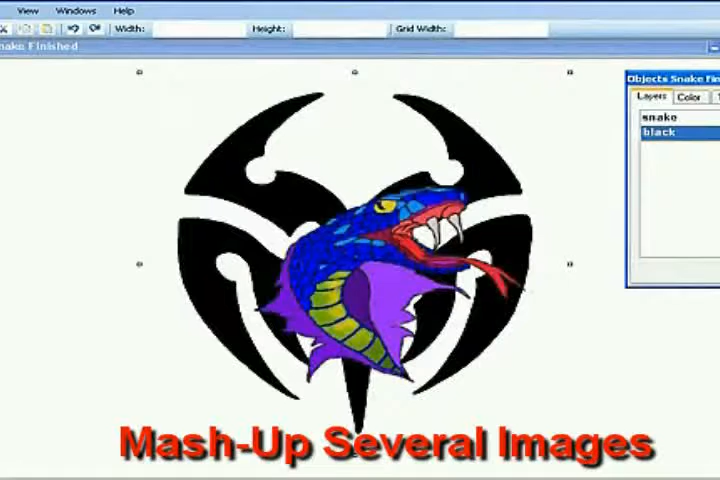 View Windows Help
Width: Height: Grid Width:
nake Finished
Objects Snake Fin
Layers Color
snake
black
Mash-Up Several Images